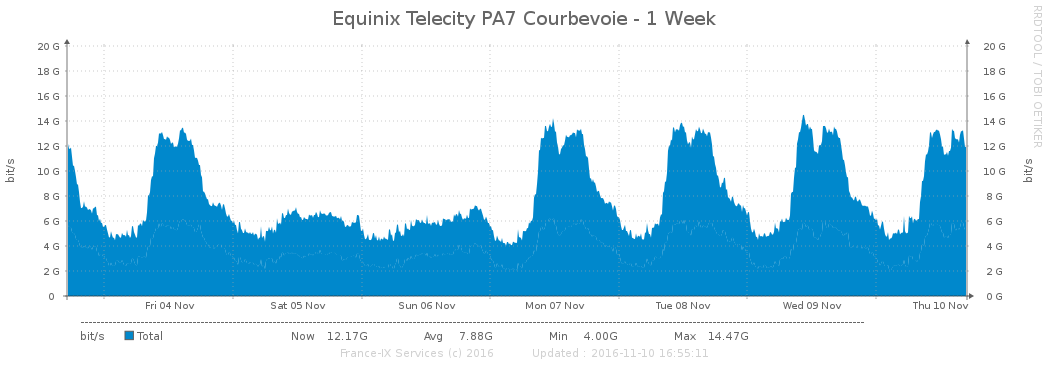 Equinix Telecity PA7 Courbevoie - 1 Week
RRDTOOL / TOBI OETIKER
20 G 20 G
18 G 18 G
16 G 16 G
14 G 14 G
12 G 12 G
10 G 10 G
8 G 8 G
6 G 6 G
4 G 4 G
2 G 2 G
0 0 G
bit/s
bit/s
Fri 04 Nov Sat 05 Nov Sun 06 Nov Mon 07 Nov Tue 08 Nov Wed 09 Nov Thu 10 Nov
bit/s Total Now 12.17G Avg 7.88G Min 4.00G Max 14.47G
France-IX Services (c) 2016 Updated : 2016-11-10 16:55:11